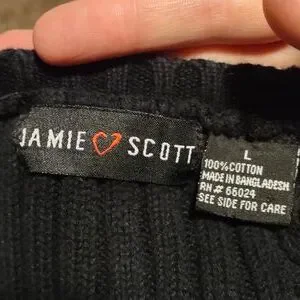 JAMIE SCOTT
L
100% COTTON
MADE IN BANGLADESH
RN# 66024
SEE SIDE FOR CARE